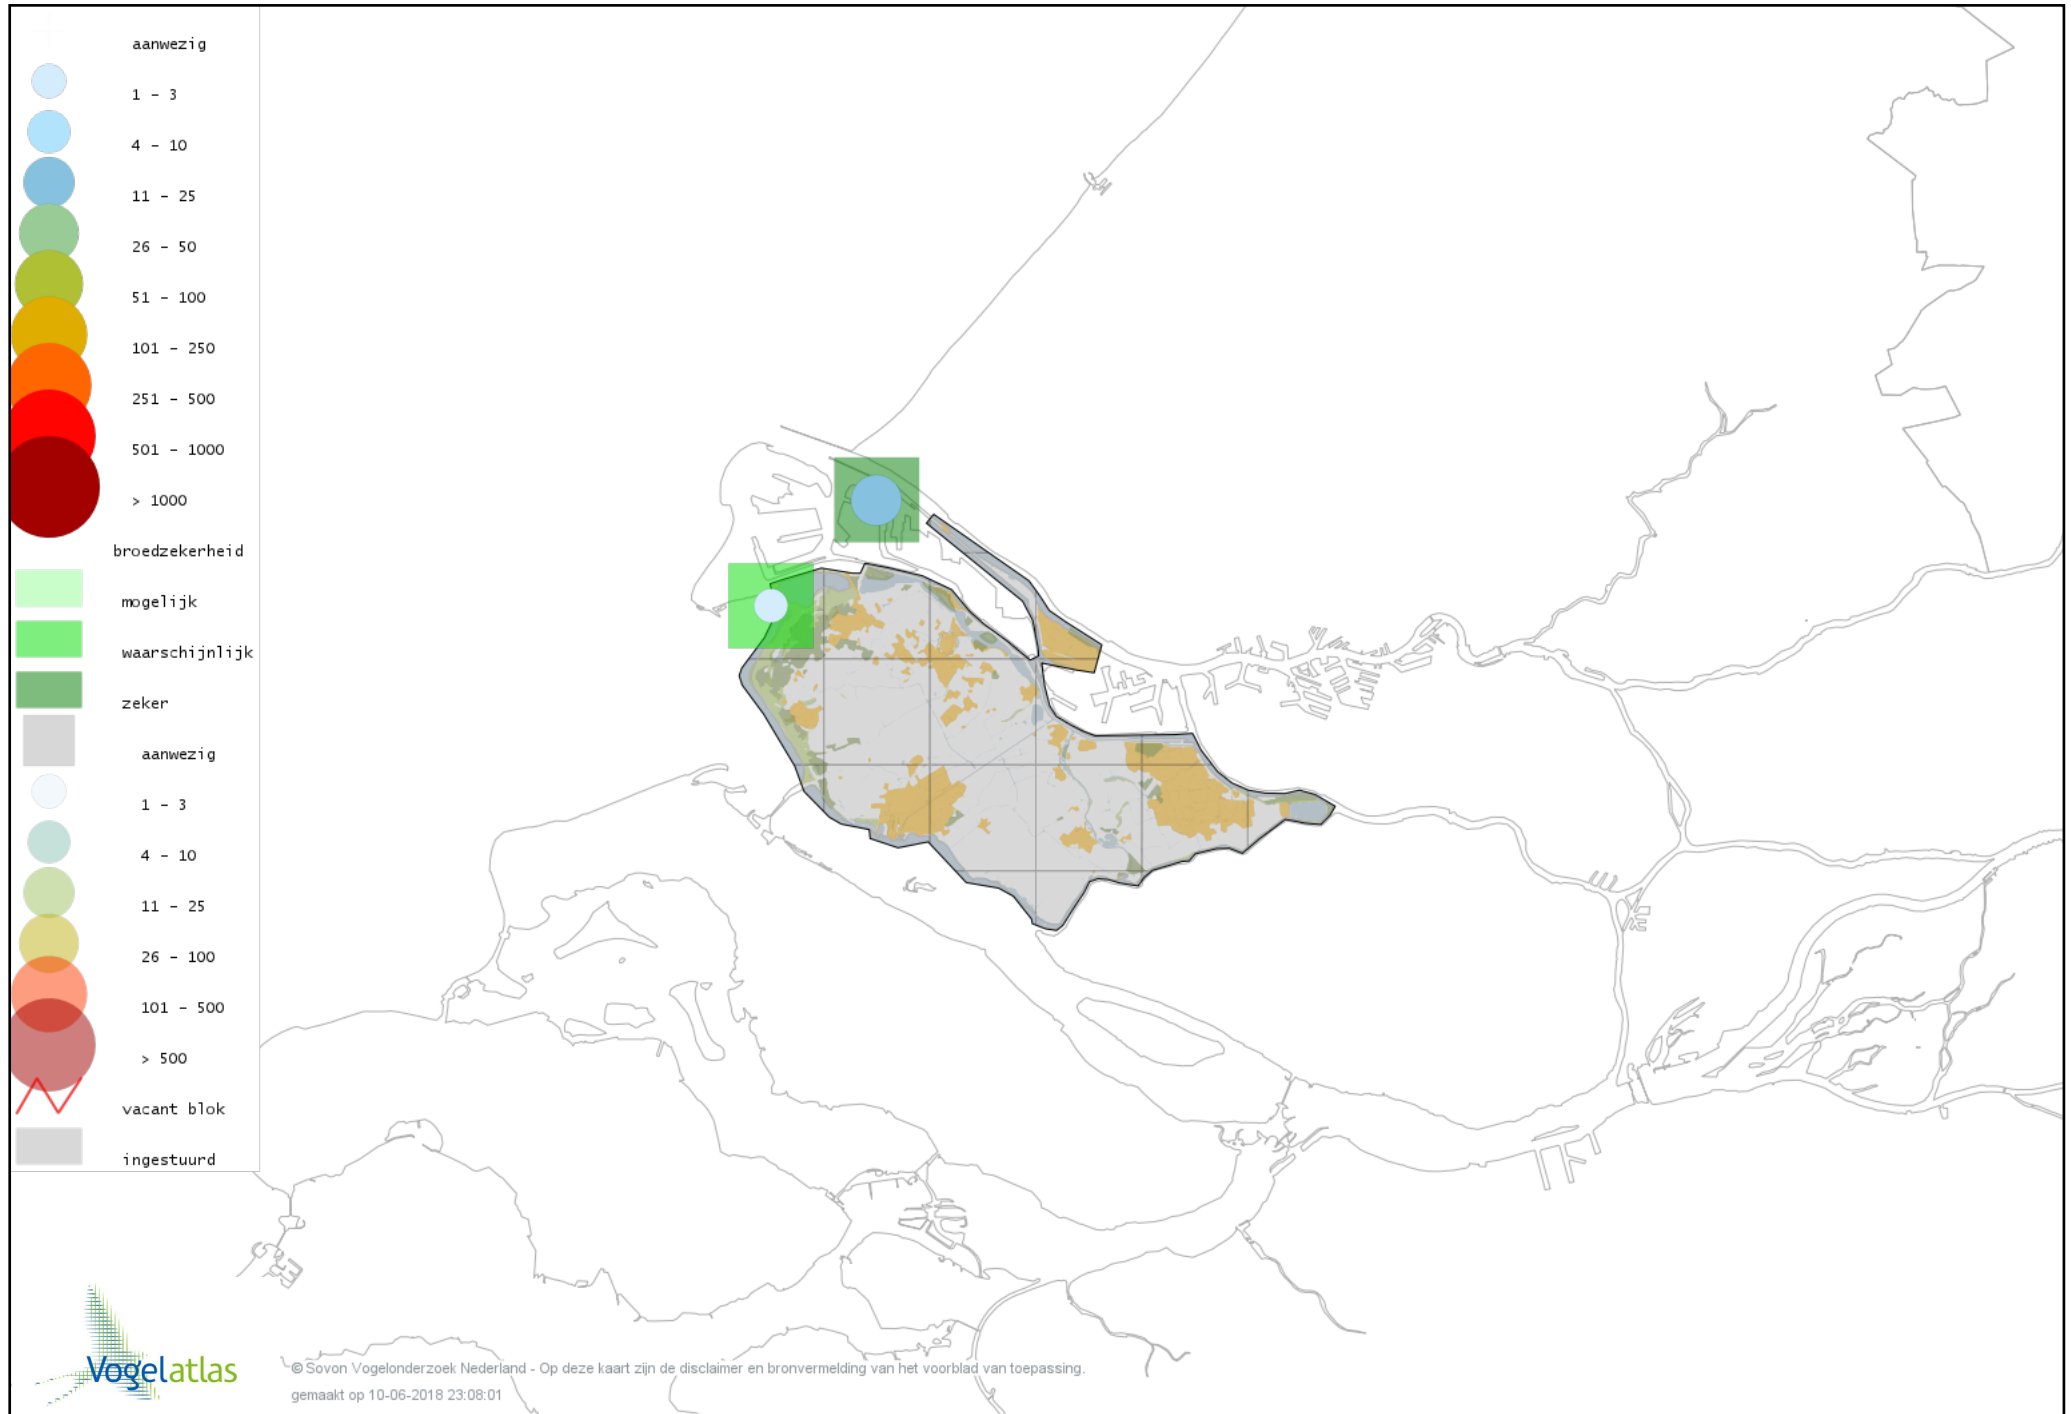 aanwezig
1 - 3
4 - 10
11 - 25
26 - 50
51 - 100
101 - 250
251 - 500
501 - 1000
> 1000
broedzekerheid
mogelijk
waarschijnlijk
zeker
aanwezig
1 - 3
4 - 10
11 - 25
26 - 100
101 - 500
> 500
vacant blok
ingestuurd
Vogelatlas
© Sovon Vogelonderzoek Nederland - Op deze kaart zijn de disclaimer en bronvermelding van het voorblad van toepassing.
gemaakt op 10-06-2018 23:08:01